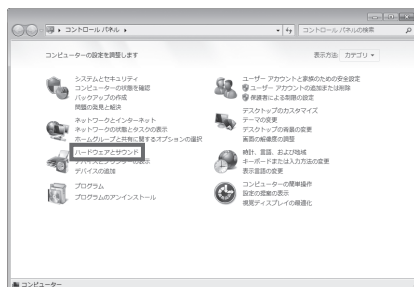 コントロール パネル
コントロール パネルの検索
コンピューターの設定を調整します
表示方法: カテゴリ
システムとセキュリティ
コンピューターの状態を確認
バックアップの作成
問題の発見と解決
ネットワークとインターネット
ネットワークの状態とタスクの表示
ホームグループと共有に関するオプションの選択
ハードウェアとサウンド
デバイスとプリンターの表示
デバイスの追加
プログラム
プログラムのアンインストール
ユーザー アカウントと家族のための安全設定
ユーザー アカウントの追加または削除
保護者による制限の設定
デスクトップのカスタマイズ
テーマの変更
デスクトップの背景の変更
画面の解像度の調整
時計、言語、および地域
キーボードまたは入力方法の変更
表示言語の変更
コンピューターの簡単操作
設定の提案の表示
視覚ディスプレイの最適化
コンピューター